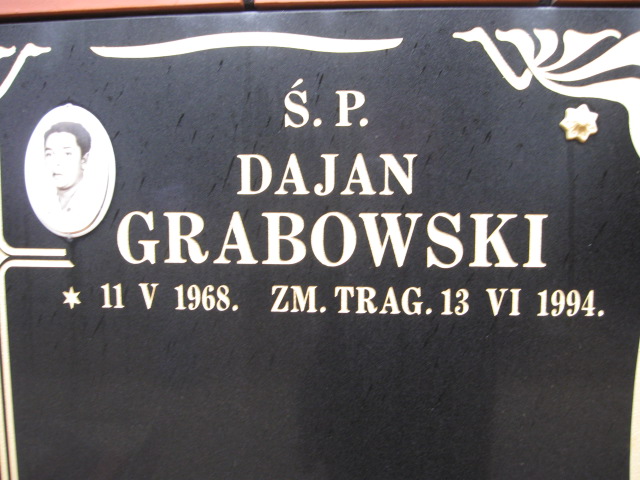 Ś. P.
DAJAN
GRABOWSKI
* 11 V 1968. ZM. TRAG. 13 VI 1994.